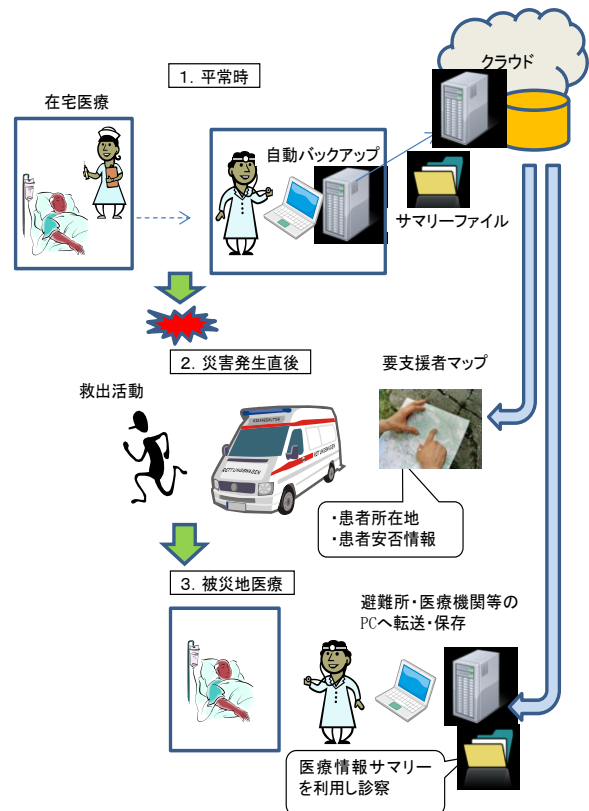 クラウド
1. 平常時
在宅医療
自動バックアップ
サマリーファイル
2. 災害発生直後
要支援者マップ
救出活動
RETTUNGSWAGEN
・患者所在地
・患者安否情報
3. 被災地医療
避難所・医療機関等の
PCへ転送・保存
医療情報サマリー
を利用し診察